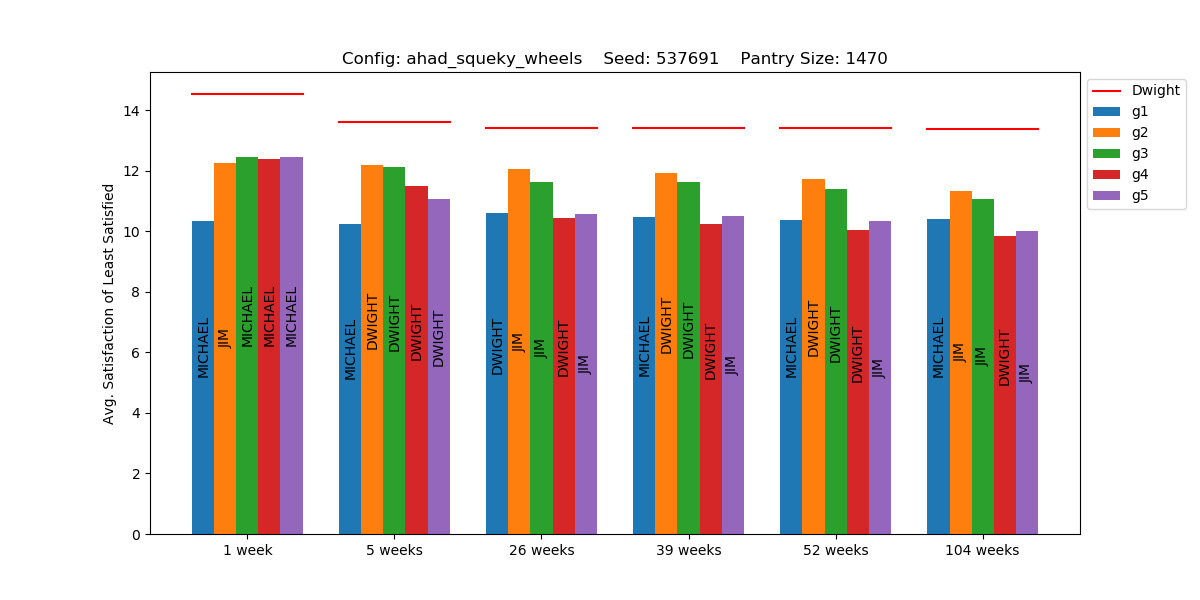 Config: ahad_squeky_wheels    Seed: 537691    Pantry Size: 1470
Avg. Satisfaction of Least Satisfied
14
12
10
8
6
4
2
0
MICHAEL
JIM
MICHAEL
MICHAEL
MICHAEL
MICHAEL
DWIGHT
DWIGHT
DWIGHT
DWIGHT
DWIGHT
JIM
JIM
DWIGHT
JIM
MICHAEL
DWIGHT
DWIGHT
DWIGHT
JIM
MICHAEL
DWIGHT
DWIGHT
DWIGHT
JIM
MICHAEL
JIM
JIM
DWIGHT
JIM
1 week
5 weeks
26 weeks
39 weeks
52 weeks
104 weeks
Dwight
g1
g2
g3
g4
g5